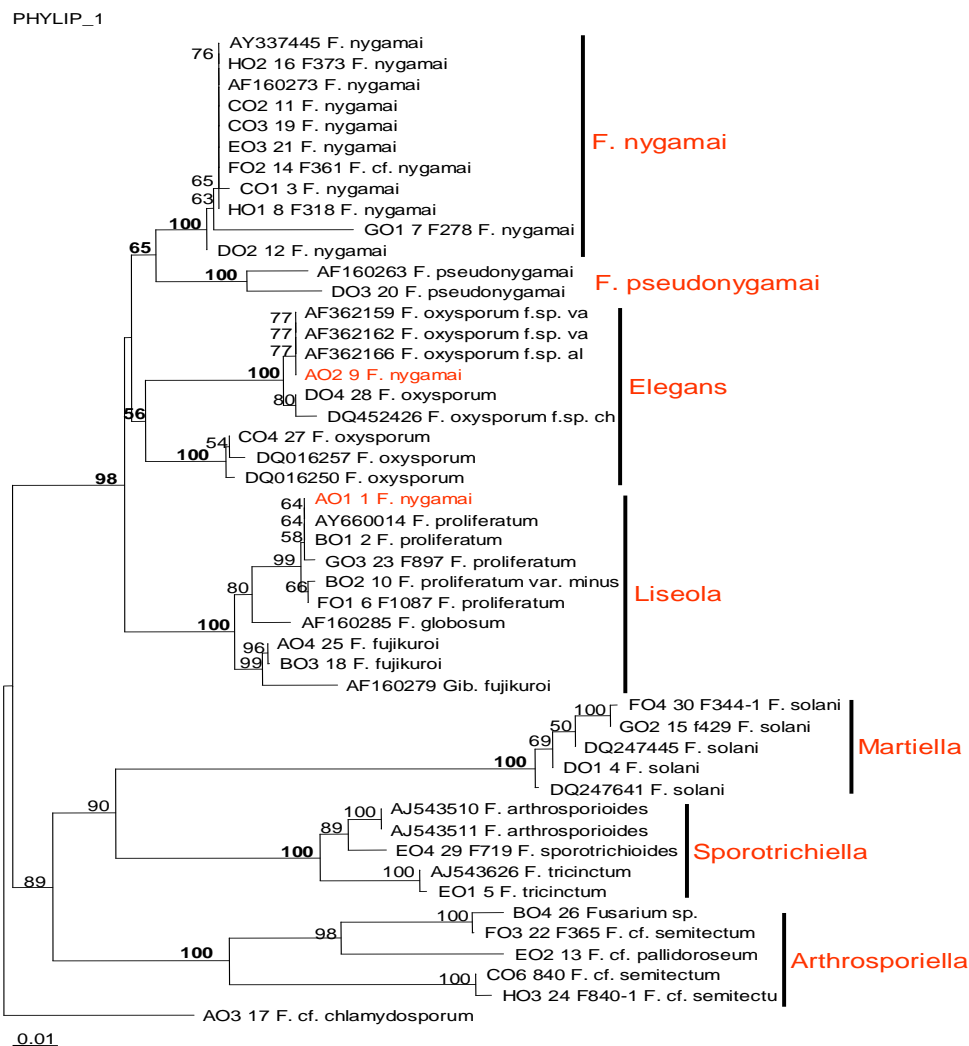 PHYLIP_1
AY337445 F. nygamai
76
HO2 16 F373 F. nygamai
AF160273 F. nygamai
CO2 11 F. nygamai
CO3 19 F. nygamai
F. nygamai
EO3 21 F. nygamai
FO2 14 F361 F. cf. nygamai
65
CO1 3 F. nygamai
63
HO1 8 F318 F. nygamai
100
GO1 7 F278 F. nygamai
65
DO2 12 F. nygamai
100
AF160263 F. pseudonygamai
F. pseudonygamai
DO3 20 F. pseudonygamai
AF362159 F. oxysporum f.sp. va
77
77
AF362162 F. oxysporum f.sp. va
77
AF362166 F. oxysporum f.sp. al
100
AO2 9 F. nygamai
Elegans
80
DO4 28 F. oxysporum
56
DQ452426 F. oxysporum f.sp. ch
54
CO4 27 F. oxysporum
100
DQ016257 F. oxysporum
98
DQ016250 F. oxysporum
AO1 1 F. nygamai
64
64
AY660014 F. proliferatum
58
BO1 2 F. proliferatum
99
GO3 23 F897 F. proliferatum
80
66
BO2 10 F. proliferatum var. minus
Liseola
FO1 6 F1087 F. proliferatum
100
AF160285 F. globosum
96
AO4 25 F. fujikuroi
99
BO3 18 F. fujikuroi
AF160279 Gib. fujikuroi
100
FO4 30 F344-1 F. solani
50
GO2 15 f429 F. solani
69
DQ247445 F. solani
Martiella
100
DO1 4 F. solani
DQ247641 F. solani
90
100
AJ543510 F. arthrosporioides
89
AJ543511 F. arthrosporioides
100
EO4 29 F719 F. sporotrichioides
Sporotrichiella
100
AJ543626 F. tricinctum
89
EO1 5 F. tricinctum
100
BO4 26 Fusarium sp.
98
FO3 22 F365 F. cf. semitectum
100
EO2 13 F. cf. pallidoroseum
Arthrosporiella
100
CO6 840 F. cf. semitectum
HO3 24 F840-1 F. cf. semitectu
AO3 17 F. cf. chlamydosporum
0.01